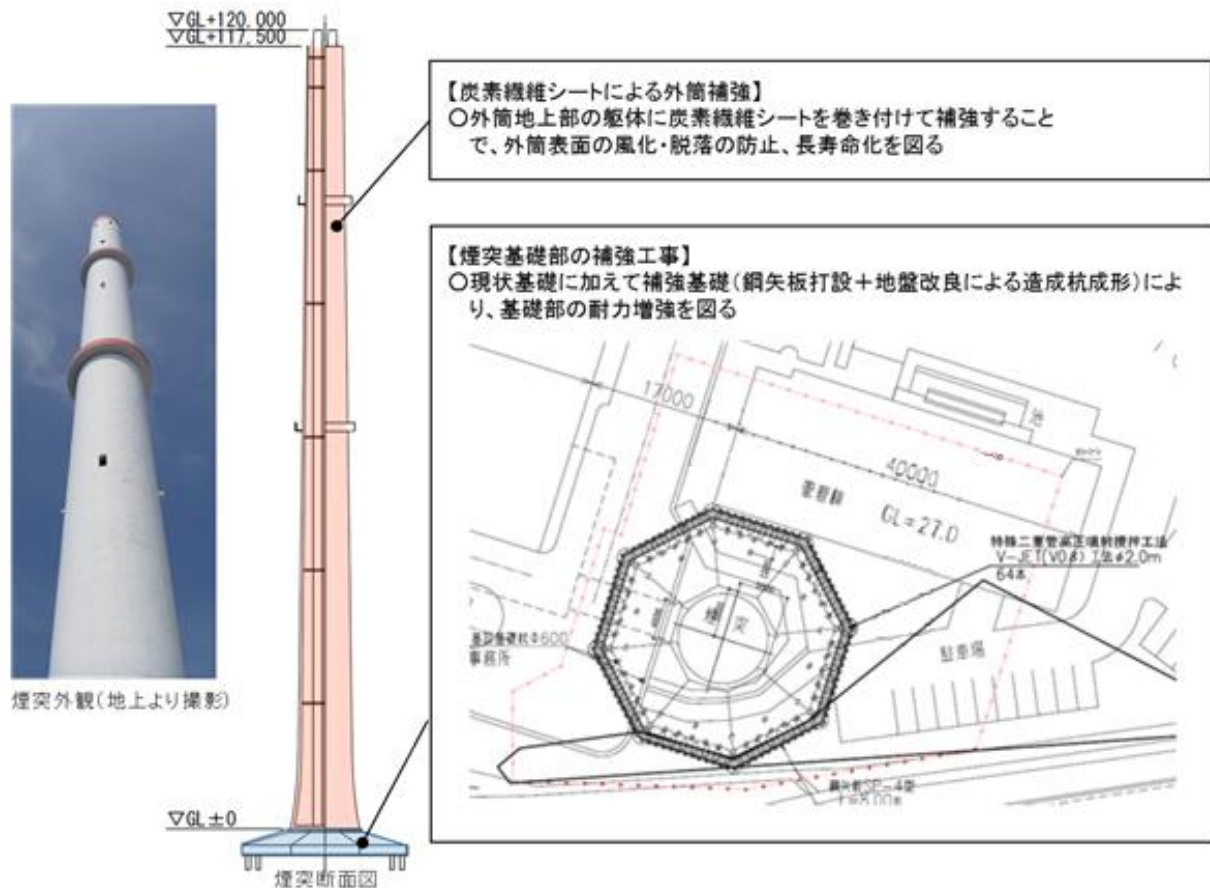 ▽GL+120,000
▽GL+117,500
【炭素繊維シートによる外筒補強】
○外筒地上部の躯体に炭素繊維シートを巻き付けて補強すること
で、外筒表面の風化・脱落の防止、長寿命化を図る
【煙突基礎部の補強工事】
○現状基礎に加えて補強基礎(鋼矢板打設+地盤改良による造成杭成形)によ
り、基礎部の耐力増強を図る
17000
池
40000
GL=27.0
特殊二重管高圧噴射撹拌工法
64本
煙突
事務所
駐車場
煙突外観(地上より撮影)
▽GL±0
煙突断面図